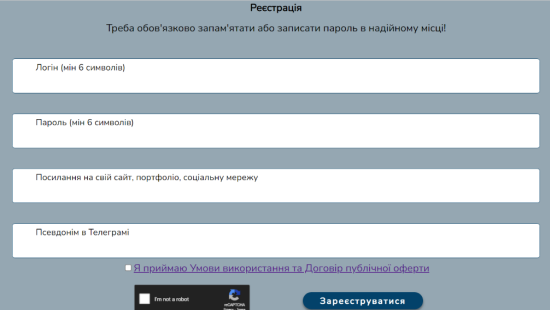 Реєстрація
Треба обов'язково запам'ятати або записати пароль в надійному місці!
Логін (мін 6 символів)
Пароль (мін 6 символів)
Посилання на свій сайт, портфоліо, соціальну мережу
Псевдонім в Телеграмі
Я приймаю Умови використання та Договір публічної оферти
I'm not a robot
reCAPTCHA
Зареєструватися